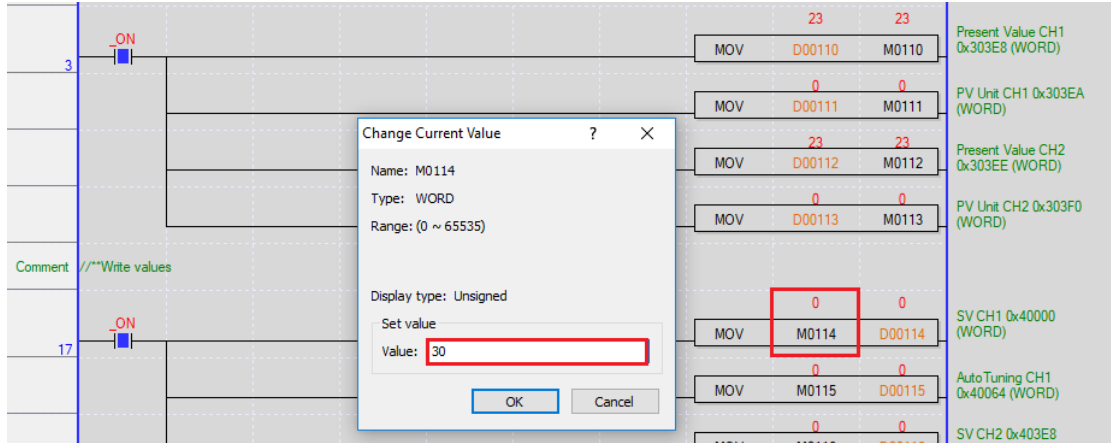 23 23
_ON
MOV D00110 M0110
Present Value CH1
0x303E8 (WORD)
3
0 0
MOV D00111 M0111
PV Unit CH1 0x303EA
(WORD)
23 23
MOV D00112 M0112
Present Value CH2
0x303EE (WORD)
0 0
MOV D00113 M0113
PV Unit CH2 0x303F0
(WORD)
Change Current Value ? ×
Name: M0114
Type: WORD
Range: (0 ~ 65535)
Display type: Unsigned
Set value
Value: 30
OK Cancel
Comment //**Write values
0 0
_ON
MOV M0114 D00114
SV CH1 0x40000
(WORD)
17
0 0
MOV M0115 D00115
AutoTuning CH1
0x40064 (WORD)
0 0
SV CH2 0x403E8